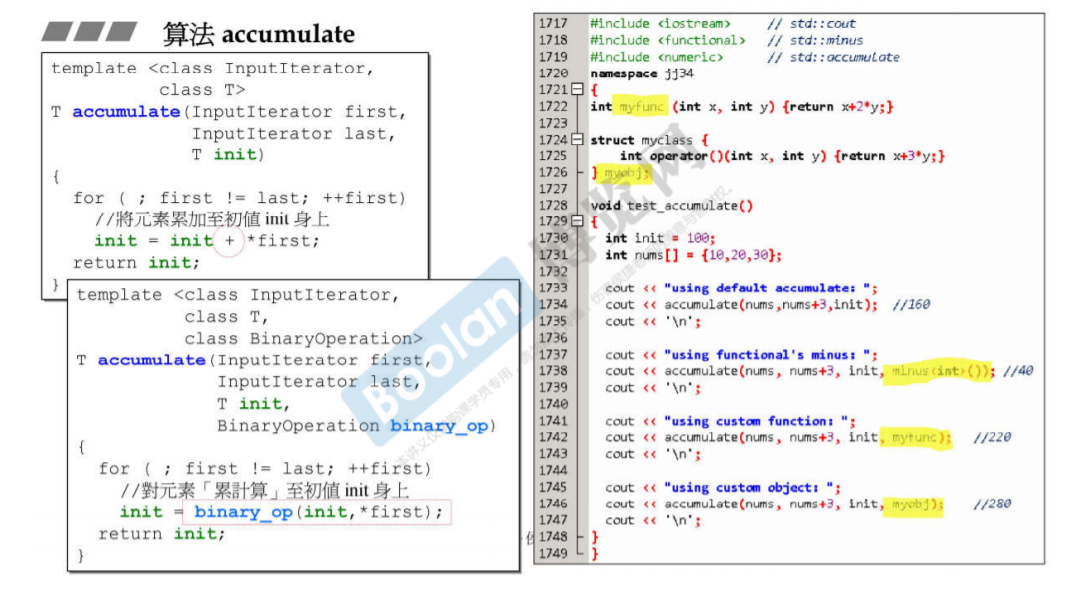 算法 accumulate
template <class InputIterator,
class T>
T accumulate(InputIterator first,
InputIterator last,
T init)
{
for ( ; first != last; ++first)
//將元素累加至初值 init 身上
init = init + *first;
return init;
}
template <class InputIterator,
class T,
class BinaryOperation>
T accumulate(InputIterator first,
InputIterator last,
T init,
BinaryOperation binary_op)
{
for ( ; first != last; ++first)
//對元素「累計算」至初值 init 身上
init = binary_op(init,*first);
return init;
}
1717 #include <iostream> // std::cout
1718 #include <functional> // std::minus
1719 #include <numeric> // std::accumulate
1720 namespace jj34
1721 {
1722 int myfunc (int x, int y) {return x+2*y;}
1723
1724 struct myclass {
1725 int operator()(int x, int y) {return x+3*y;}
1726 } myobj;
1727
1728 void test_accumulate()
1729 {
1730 int init = 100;
1731 int nums[] = {10,20,30};
1732
1733 cout << "using default accumulate: ";
1734 cout << accumulate(nums,nums+3,init); //160
1735 cout << '\n';
1736
1737 cout << "using functional's minus: ";
1738 cout << accumulate(nums, nums+3, init, minus<int>()); //40
1739 cout << '\n';
1740
1741 cout << "using custom function: ";
1742 cout << accumulate(nums, nums+3, init, myfunc); //220
1743 cout << '\n';
1744
1745 cout << "using custom object: ";
1746 cout << accumulate(nums, nums+3, init, myobj); //280
1747 cout << '\n';
1748 }
1749 }
Boolan 博览网